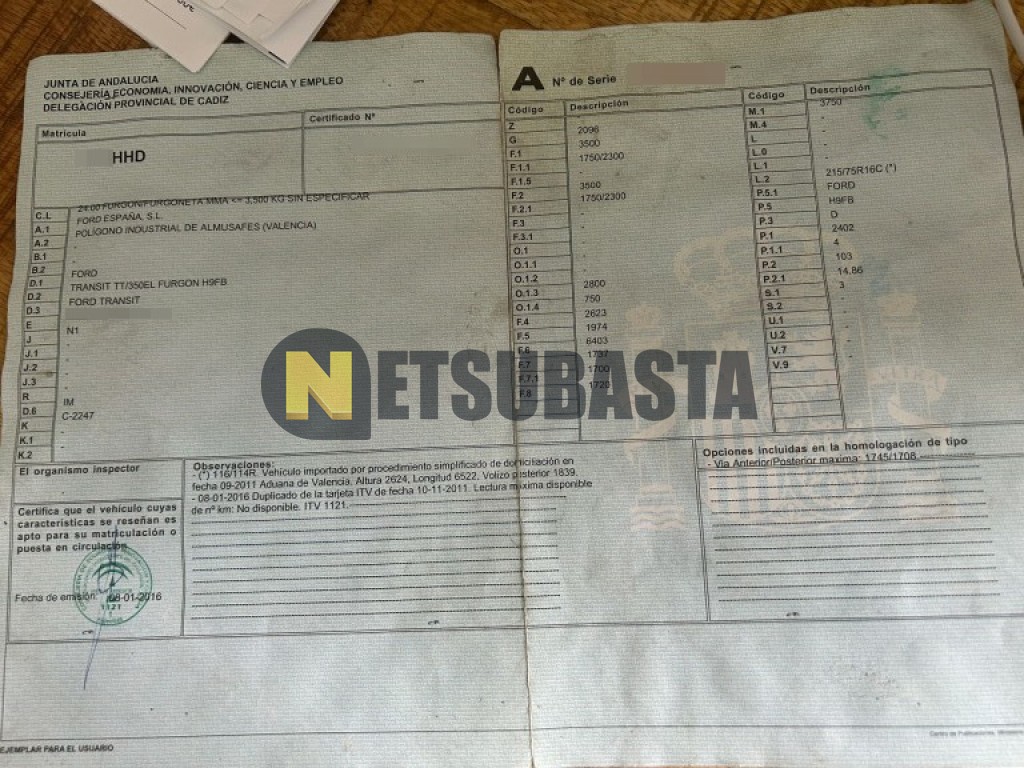 JUNTA DE ANDALUCIA
CONSEJERÍA ECONOMIA, INNOVACIÓN, CIENCIA Y EMPLEO
DELEGACIÓN PROVINCIAL DE CADIZ
Matricula
Certificado Nº
HHD
C.L 24.00 FURGON/FURGONETA MMA <= 3,500 KG SIN ESPECIFICAR
A.1 FORD ESPAÑA, S.L.
A.2 POLÍGONO INDUSTRIAL DE ALMUSAFES (VALENCIA)
B.1 -
B.2 -
D.1 FORD
D.2 TRANSIT TT/350EL FURGON H9FB
D.3 FORD TRANSIT
E
J N1
J.1 -
J.2 -
J.3 -
R -
D.6 IM
K C-2247
K.1 -
K.2 -
A Nº de Serie
Código Descripción
Z -
G 2096
F.1 3500
F.1.1 1750/2300
F.1.5 -
F.2 3500
F.2.1 1750/2300
F.3 -
F.3.1 -
O.1 -
O.1.1 -
O.1.2 -
O.1.3 2800
O.1.4 750
F.4 2623
F.5 1974
F.6 6403
F.7 1737
F.7.1 1700
F.8 1720
Código Descripción
M.1 3750
M.4 -
L -
L.0 -
L.1 -
L.2 215/75R16C (*)
P.5.1 FORD
P.5 H9FB
P.3 D
P.1 2402
P.1.1 4
P.2 103
P.2.1 14,86
S.1 3
S.2 -
U.1 -
U.2 -
V.7 -
V.9 -
El organismo inspector
Certifica que el vehículo cuyas
características se reseñan es
apto para su matriculación o
puesta en circulación
Fecha de emisión: 08-01-2016
1121
Observaciones:
- (*) 116/114R. Vehículo importado por procedimiento simplificado de domiciliación en
fecha 09-2011 Aduana de Valencia. Altura 2624, Longitud 6522. Volizo posterior 1839.
- 08-01-2016 Duplicado de la tarjeta ITV de fecha 10-11-2011. Lectura máxima disponible
de nº km: No disponible. ITV 1121.
Opciones incluidas en la homologación de tipo
- Via Anterior/Posterior maxima: 1745/1708
NETSUBASTA
EJEMPLAR PARA EL USUARIO